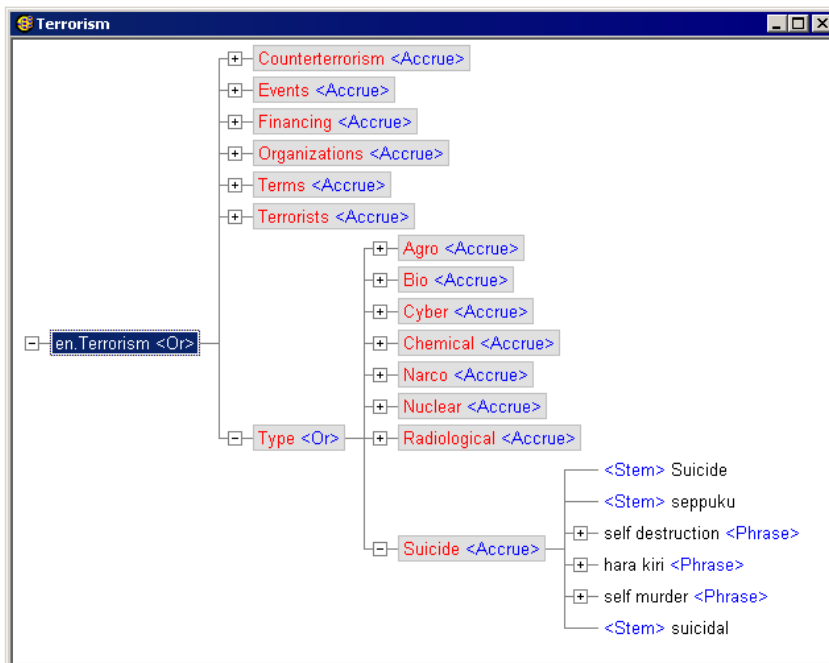 Terrorism
Counterterrorism <Accrue>
Events <Accrue>
Financing <Accrue>
Organizations <Accrue>
Terms <Accrue>
Terrorists <Accrue>
Agro <Accrue>
Bio <Accrue>
Cyber <Accrue>
en.Terrorism <Or>
Chemical <Accrue>
Narco <Accrue>
Nuclear <Accrue>
Type <Or>
Radiological <Accrue>
<Stem> Suicide
<Stem> seppuku
self destruction <Phrase>
Suicide <Accrue>
hara kiri <Phrase>
self murder <Phrase>
<Stem> suicidal